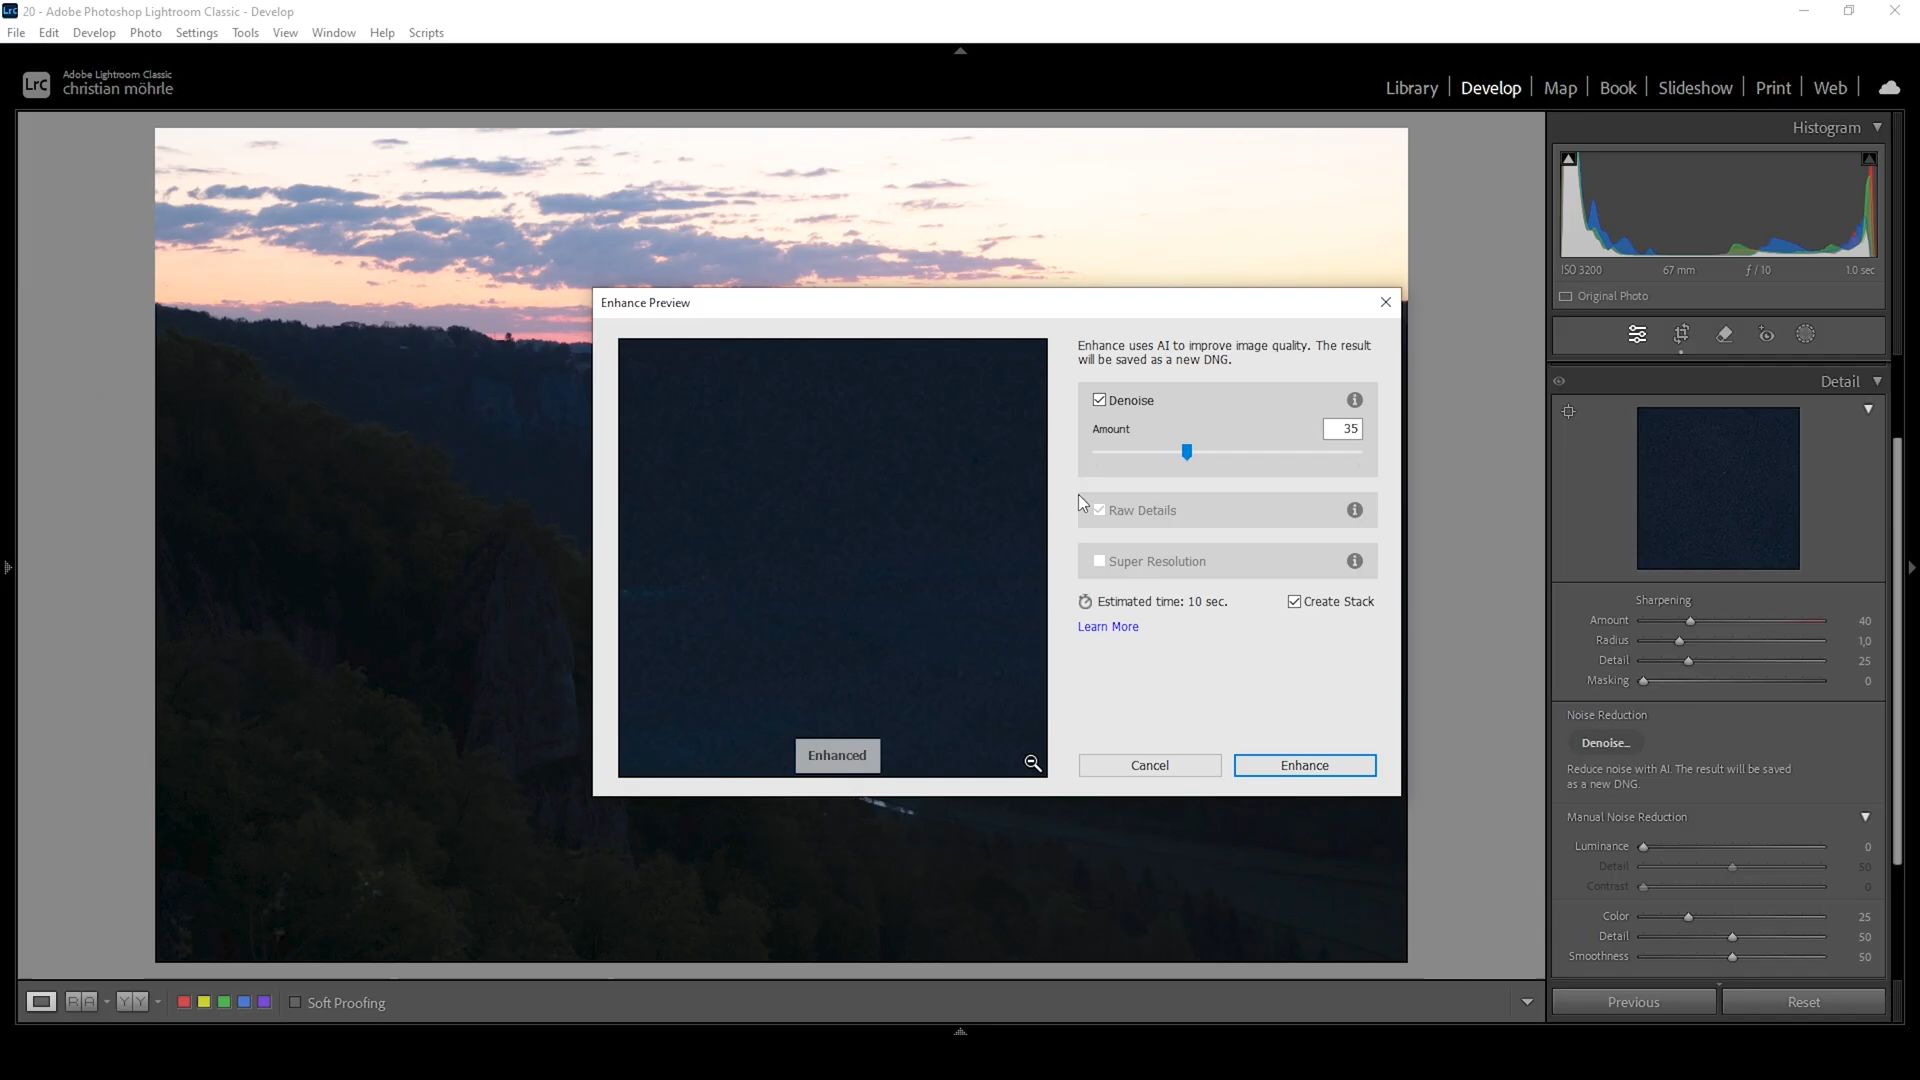 Lrc 20 - Adobe Photoshop Lightroom Classic - Develop
File Edit Develop Photo Settings Tools View Window Help Scripts
LrC Adobe Lightroom Classic
christian möhrle
Library Develop Map Book Slideshow Print Web
Histogram
ISO 3200 67 mm ƒ / 10 1.0 sec
Original Photo
Detail
Sharpening
Amount 40
Radius 1,0
Detail 25
Masking 0
Noise Reduction
Denoise...
Reduce noise with AI. The result will be saved
as a new DNG.
Manual Noise Reduction
Luminance 0
Detail 50
Contrast 0
Color 25
Detail 50
Smoothness 50
Previous Reset
Enhance Preview
Enhance uses AI to improve image quality. The result
will be saved as a new DNG.
Denoise
Amount 35
Raw Details
Super Resolution
Estimated time: 10 sec. Create Stack
Learn More
Enhanced
Cancel Enhance
R A Y Y Soft Proofing